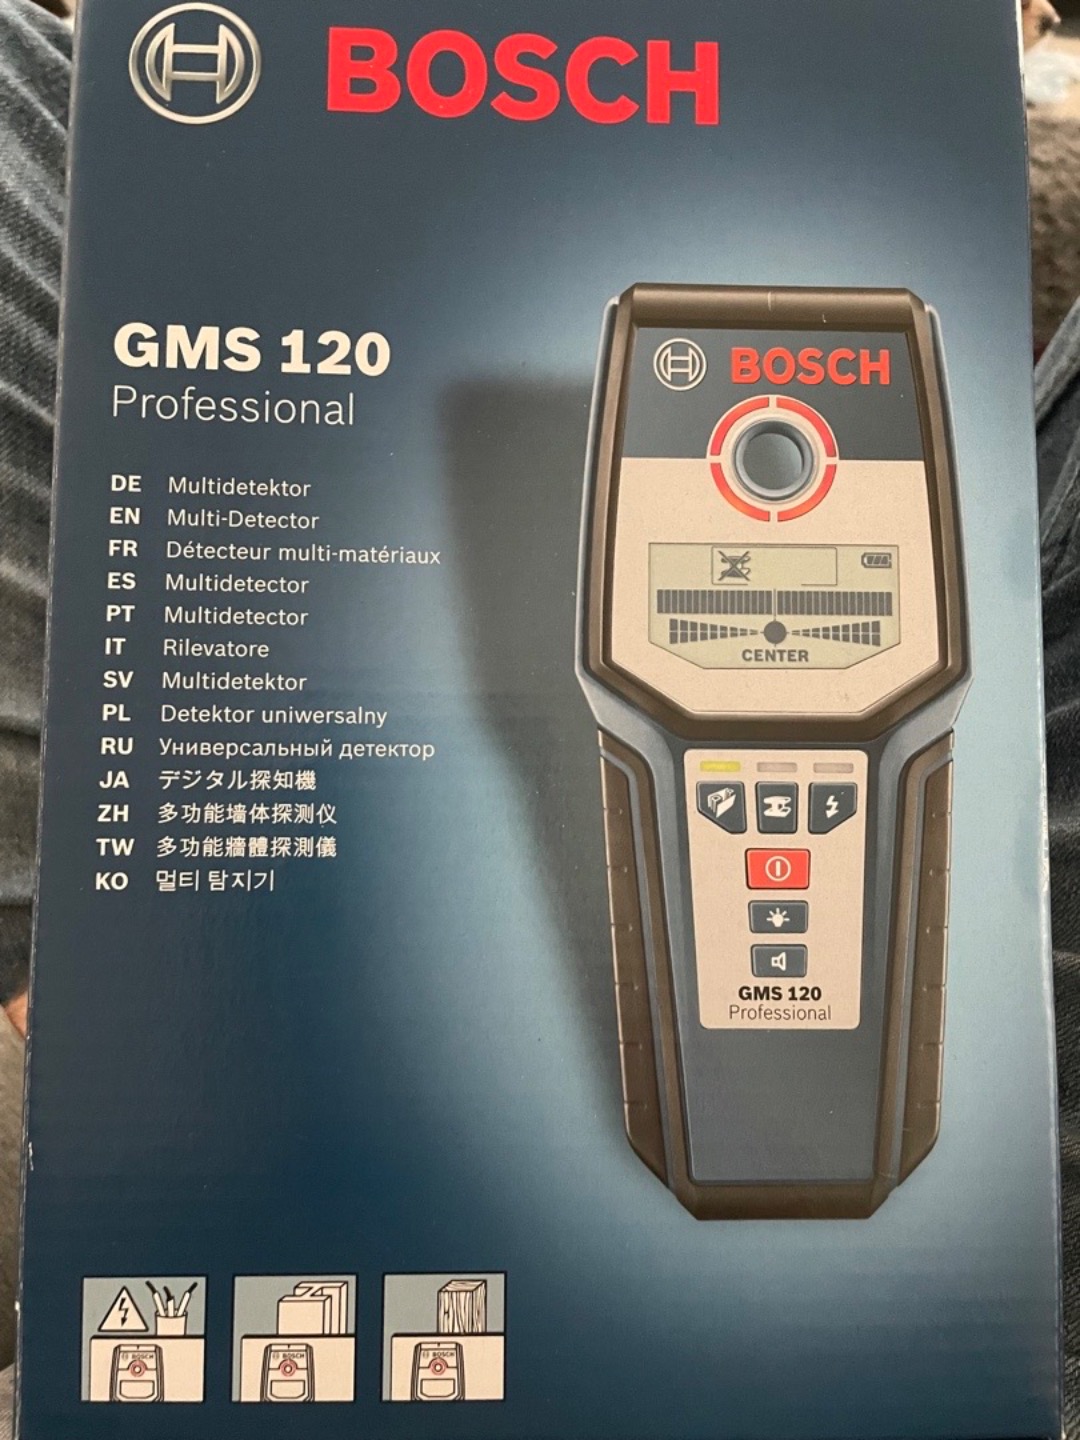 BOSCH
GMS 120
Professional
DE Multidetektor
EN Multi-Detector
FR Détecteur multi-matériaux
ES Multidetector
PT Multidetector
IT Rilevatore
SV Multidetektor
PL Detektor uniwersalny
RU Универсальный детектор
JA デジタル探知機
ZH 多功能墙体探测仪
TW 多功能牆體探測儀
KO 멀티 탐지기
BOSCH
CENTER
GMS 120
Professional
BOSCH
BOSCH
BOSCH